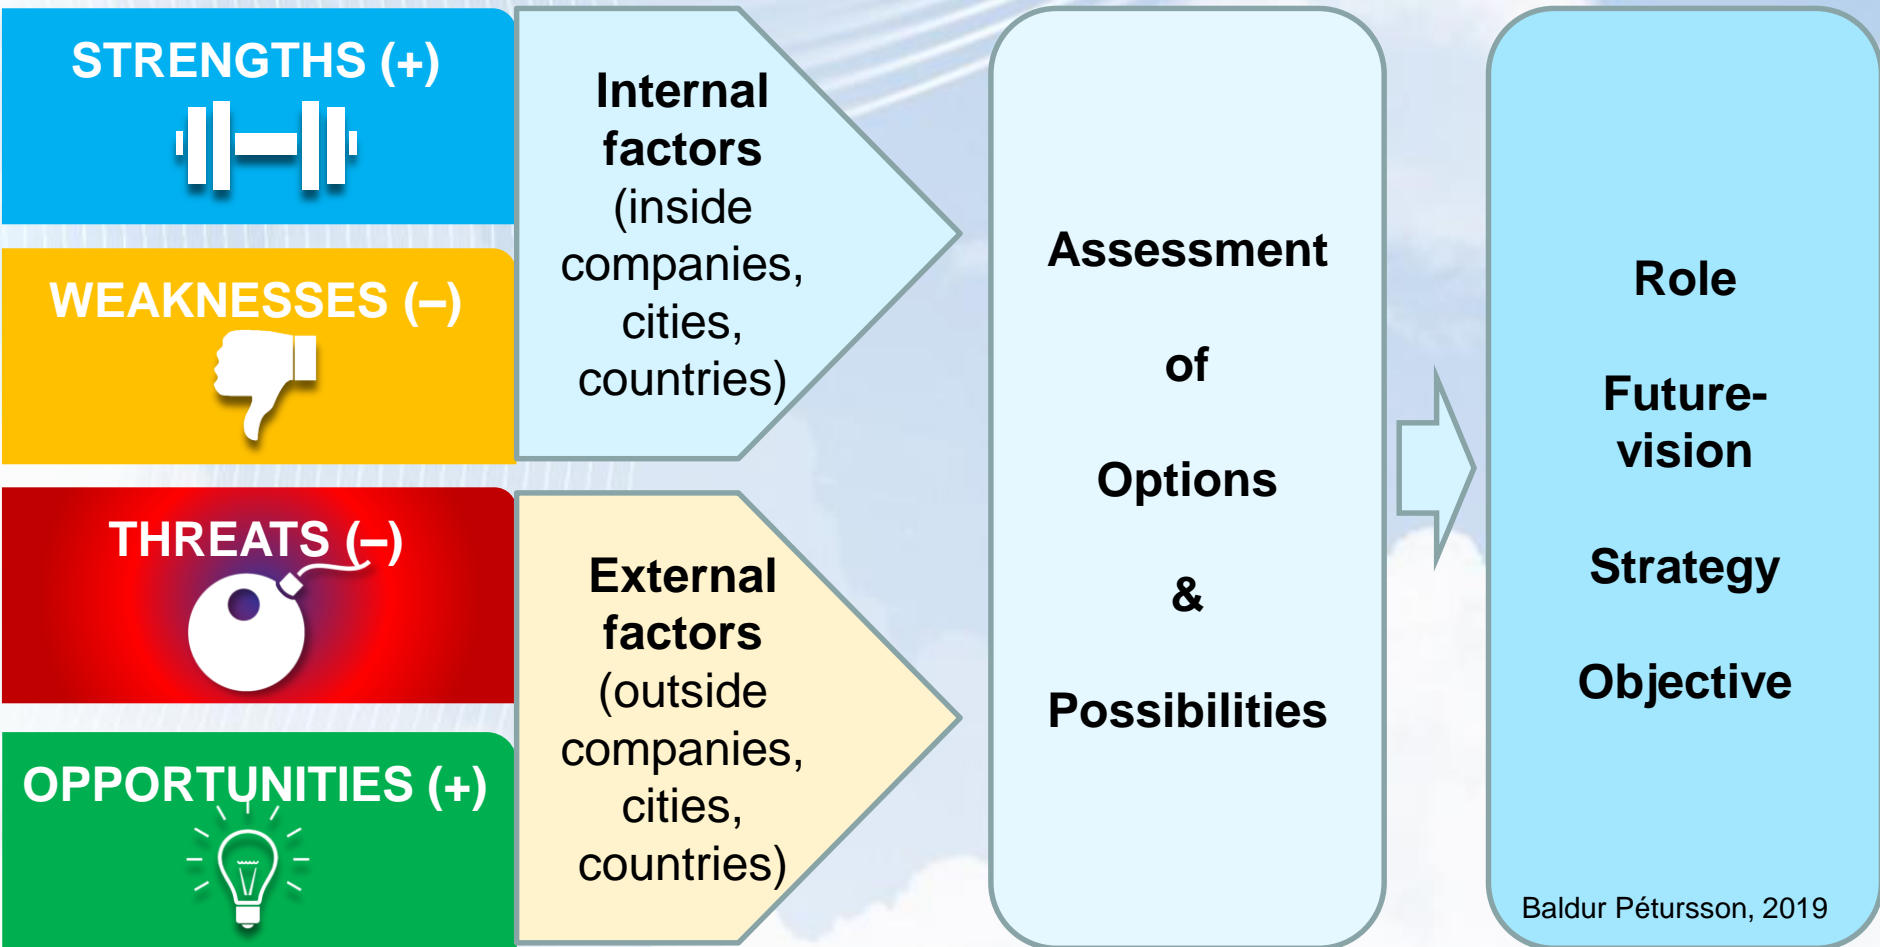 STRENGTHS (+)
WEAKNESSES (–)
THREATS (–)
OPPORTUNITIES (+)
Internal
factors
(inside
companies,
cities,
countries)
External
factors
(outside
companies,
cities,
countries)
Assessment
of
Options
&
Possibilities
Role
Future-
vision
Strategy
Objective
Baldur Pétursson, 2019